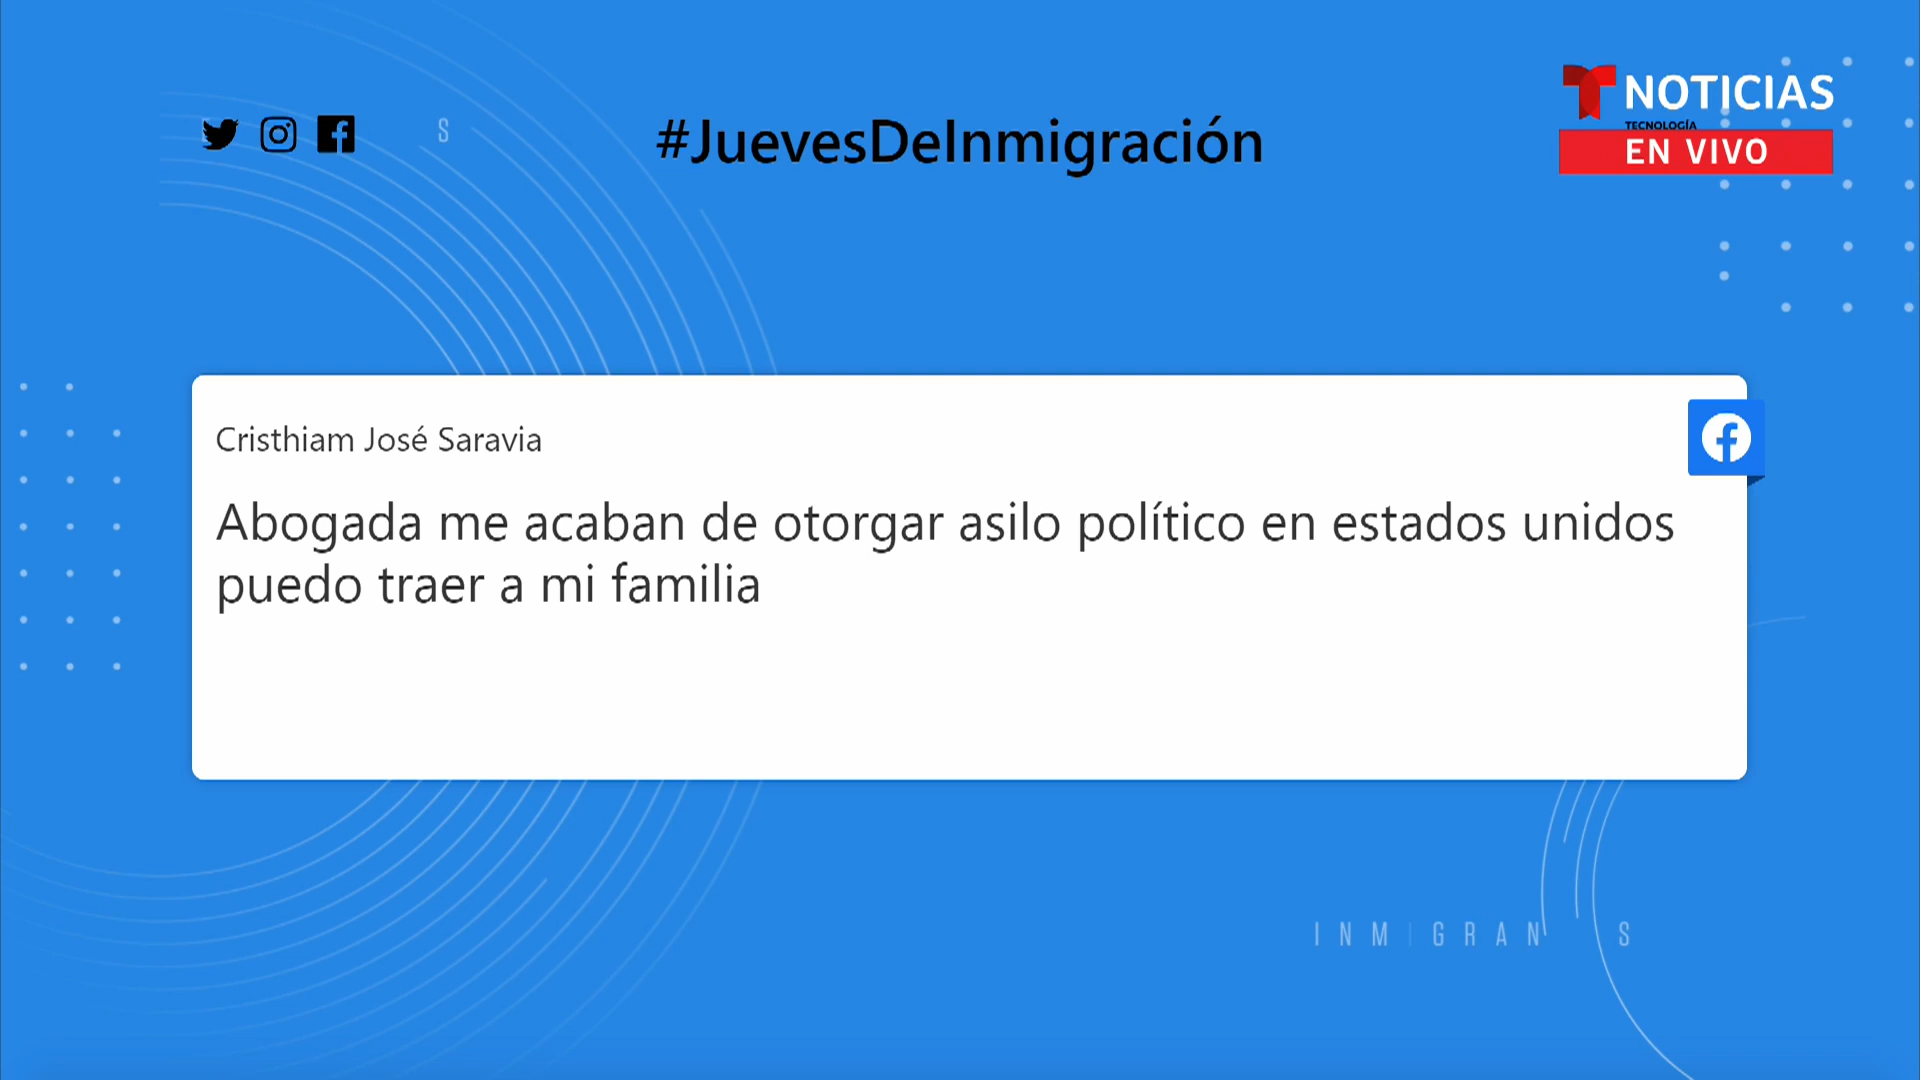 #JuevesDeInmigración
NOTICIAS
TECNOLOGÍA
EN VIVO
S
Cristhiam José Saravia
Abogada me acaban de otorgar asilo político en estados unidos
puedo traer a mi familia
INMIGRAN S